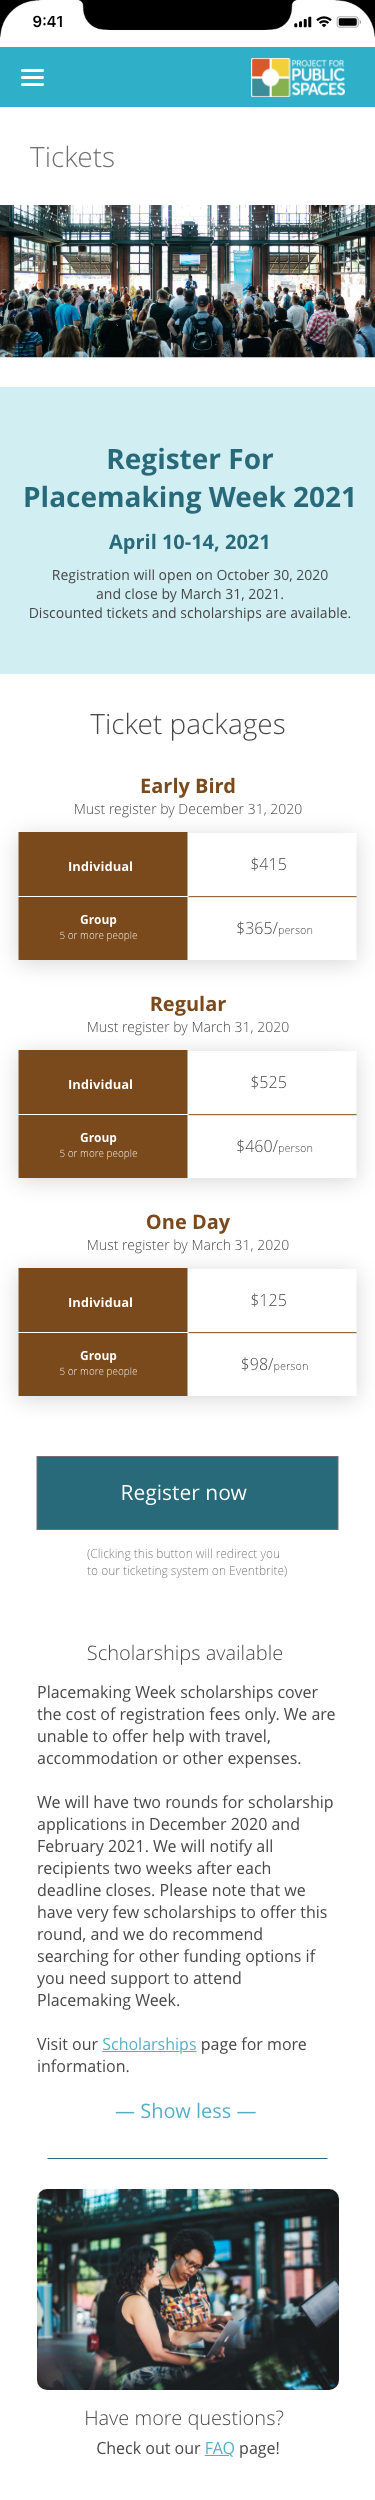 9:41
PROJECT FOR
PUBLIC
SPACES
Tickets
Register For
Placemaking Week 2021
April 10-14, 2021
Registration will open on October 30, 2020
and close by March 31, 2021.
Discounted tickets and scholarships are available.
Ticket packages
Early Bird
Must register by December 31, 2020
Individual
$415
Group
5 or more people
$365/person
Regular
Must register by March 31, 2020
Individual
$525
Group
5 or more people
$460/person
One Day
Must register by March 31, 2020
Individual
$125
Group
5 or more people
$98/person
Register now
(Clicking this button will redirect you
to our ticketing system on Eventbrite)
Scholarships available
Placemaking Week scholarships cover
the cost of registration fees only. We are
unable to offer help with travel,
accommodation or other expenses.
We will have two rounds for scholarship
applications in December 2020 and
February 2021. We will notify all
recipients two weeks after each
deadline closes. Please note that we
have very few scholarships to offer this
round, and we do recommend
searching for other funding options if
you need support to attend
Placemaking Week.
Visit our Scholarships page for more
information.
— Show less —
Have more questions?
Check out our FAQ page!